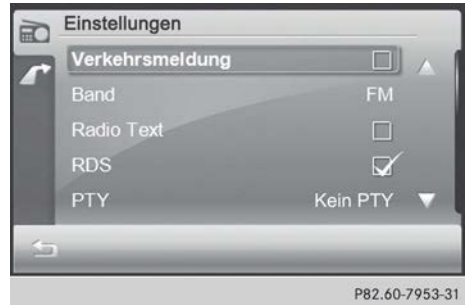 Einstellungen
Verkehrsmeldung
Band FM
Radio Text
RDS
PTY Kein PTY
P82.60-7953-31